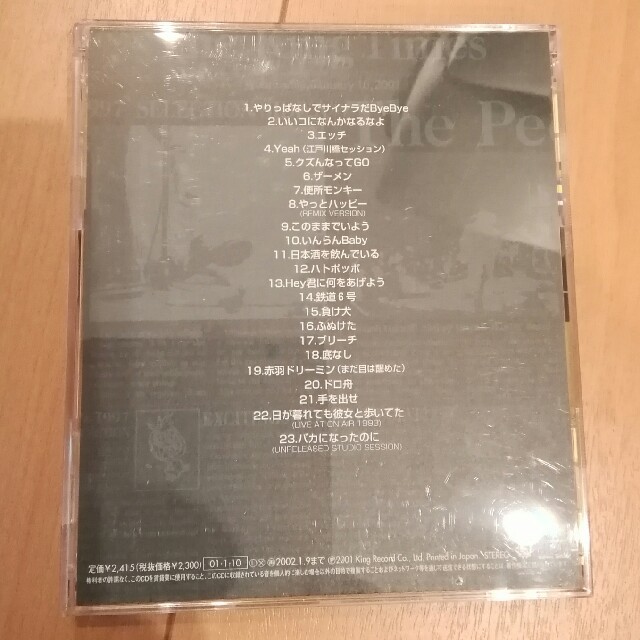 Times
The Pe
1.やりっぱなしでサイナラだByeBye
2.いいコになんかなるなよ
3.エッチ
4.Yeah (江戸川橋セッション)
5.クズんなってGO
6.ザーメン
7.便所モンキー
8.やっとハッピー
(REMIX VERSION)
9.このままでいよう
10.いんらんBaby
11.日本酒を飲んでいる
12.ハトポッポ
13.Hey君に何をあげよう
14.鉄道6号
15.負け犬
16.ふぬけた
17.ブリーチ
18.底なし
19.赤羽ドリーミン(まだ目は醒めた)
20.ドロ舟
21.手を出せ
22.日が暮れても彼女と歩いてた
(LIVE AT ON AIR 1993)
23.バカになったのに
(UNRELEASED STUDIO SESSION)
定価¥2,415(税抜価格¥2,300) 01・1・10 2002.1.9まで ℗2001 King Record Co., Ltd. Printed in Japan STEREO